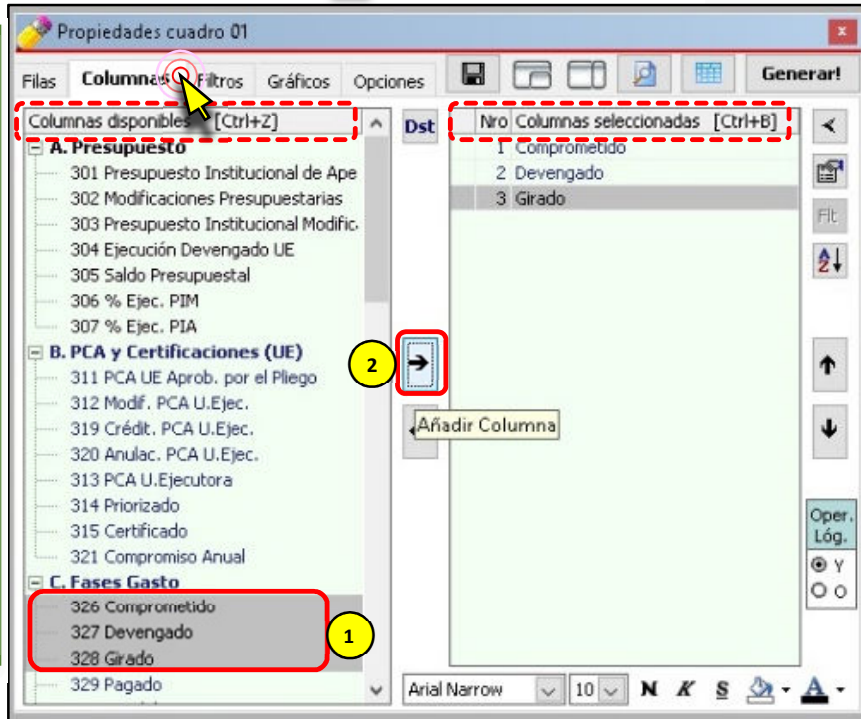 Propiedades cuadro 01
x
Filas Columnas Filtros Gráficos Opciones Generar!
Columnas disponibles [Ctrl+Z]
A. Presupuesto
301 Presupuesto Institucional de Ape
302 Modificaciones Presupuestarias
303 Presupuesto Institucional Modific
304 Ejecución Devengado UE
305 Saldo Presupuestal
306 % Ejec. PIM
307 % Ejec. PIA
B. PCA y Certificaciones (UE)
311 PCA UE Aprob. por el Pliego
312 Modif. PCA U.Ejec.
319 Crédit. PCA U.Ejec.
320 Anulac. PCA U.Ejec.
313 PCA U.Ejecutora
314 Priorizado
315 Certificado
321 Compromiso Anual
C. Fases Gasto
326 Comprometido
327 Devengado
328 Girado
329 Pagado
1
Dst
2
Añadir Columna
Nro Columnas seleccionadas [Ctrl+B]
1 Comprometido
2 Devengado
3 Girado
Flt
A
Z
Oper.
Lóg.
Y
O
Arial Narrow 10 N K S A